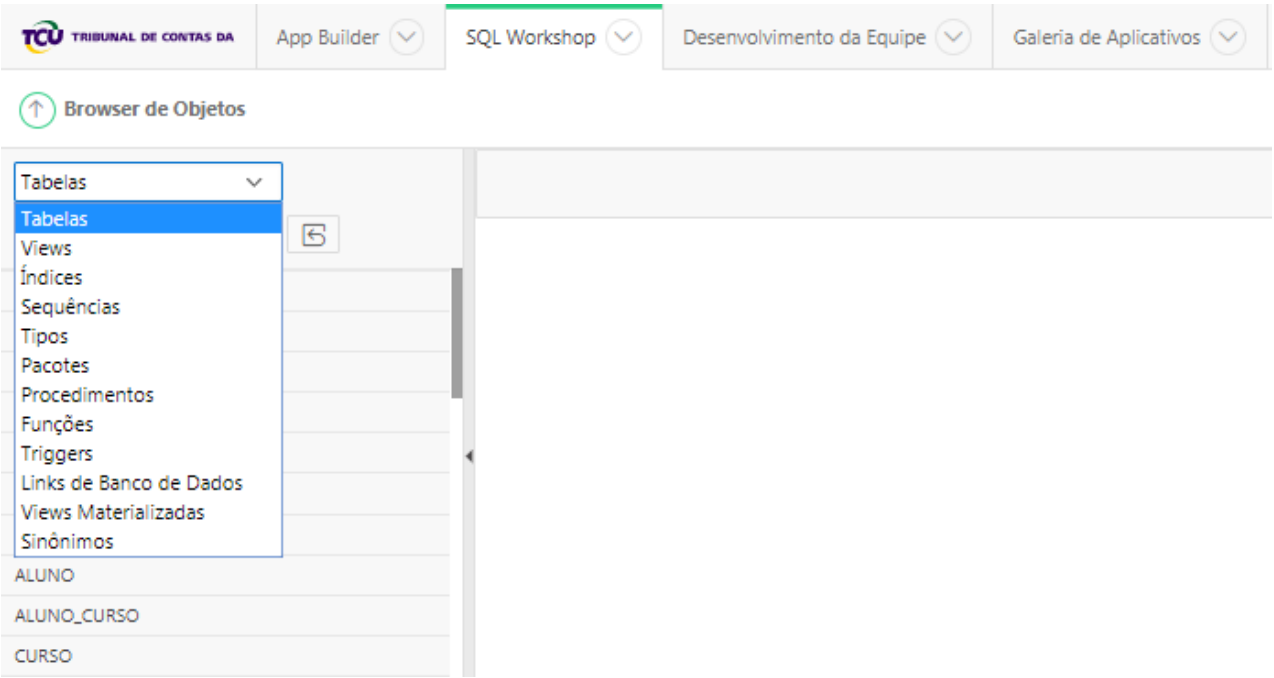 TCU TRIBUNAL DE CONTAS DA App Builder SQL Workshop Desenvolvimento da Equipe Galeria de Aplicativos
Browser de Objetos
Tabelas
Tabelas
Views
Índices
Sequências
Tipos
Pacotes
Procedimentos
Funções
Triggers
Links de Banco de Dados
Views Materializadas
Sinônimos
ALUNO
ALUNO_CURSO
CURSO